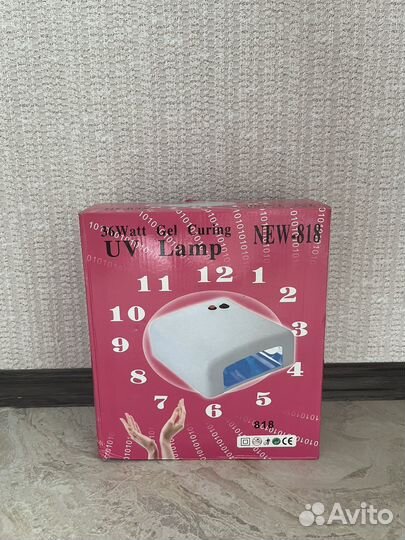 36Watt Gel Curing
UV Lamp
NEW 818
11 12 1
10 2
9 3
8 4
7 6 5
818
CE
Avito